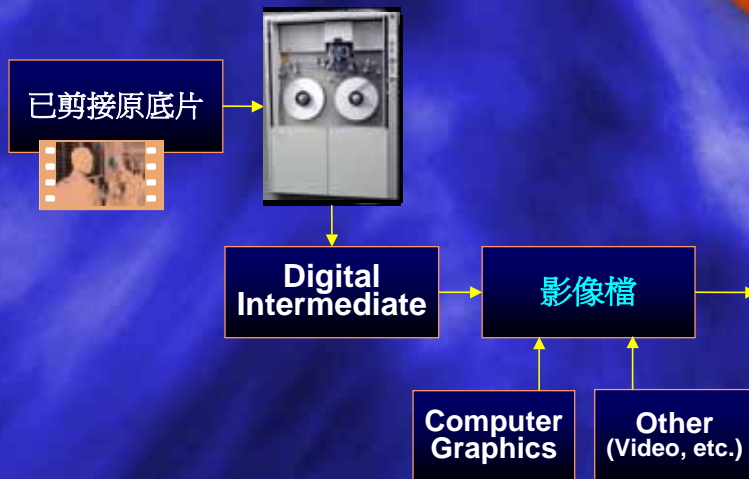 已剪接原底片
Digital
Intermediate
影像檔
Computer
Graphics
Other
(Video, etc.)